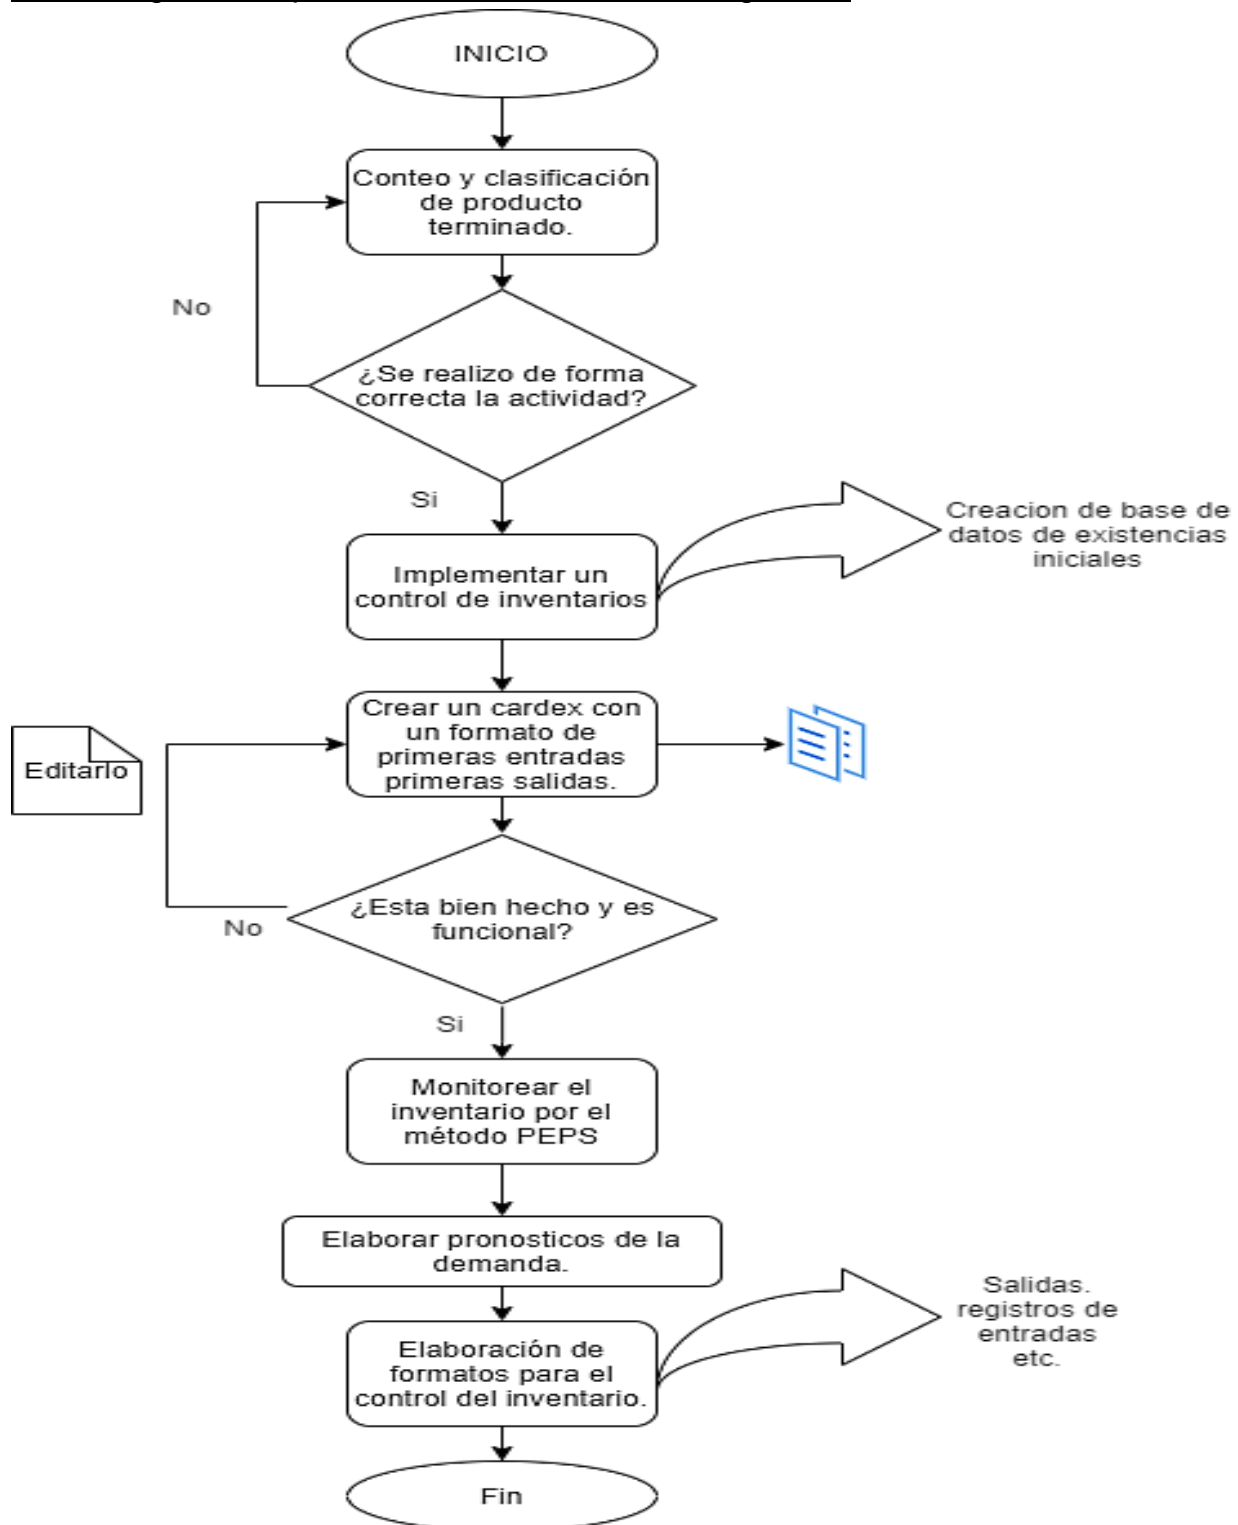 INICIO
Conteo y clasificación
de producto
terminado.
No
¿Se realizo de forma
correcta la actividad?
Si
Creacion de base de
datos de existencias
iniciales
Implementar un
control de inventarios
Crear un cardex con
un formato de
primeras entradas
primeras salidas.
Editarlo
¿Esta bien hecho y es
funcional?
No
Si
Monitorear el
inventario por el
método PEPS
Elaborar pronosticos de la
demanda.
Salidas.
registros de
entradas
etc.
Elaboración de
formatos para el
control del inventario.
Fin